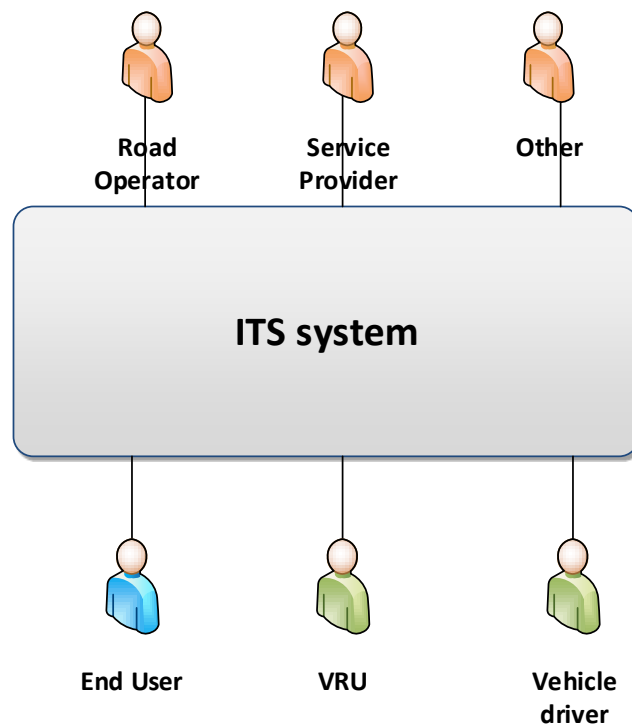 Road
Operator
Service
Provider
Other
ITS system
End User
VRU
Vehicle
driver